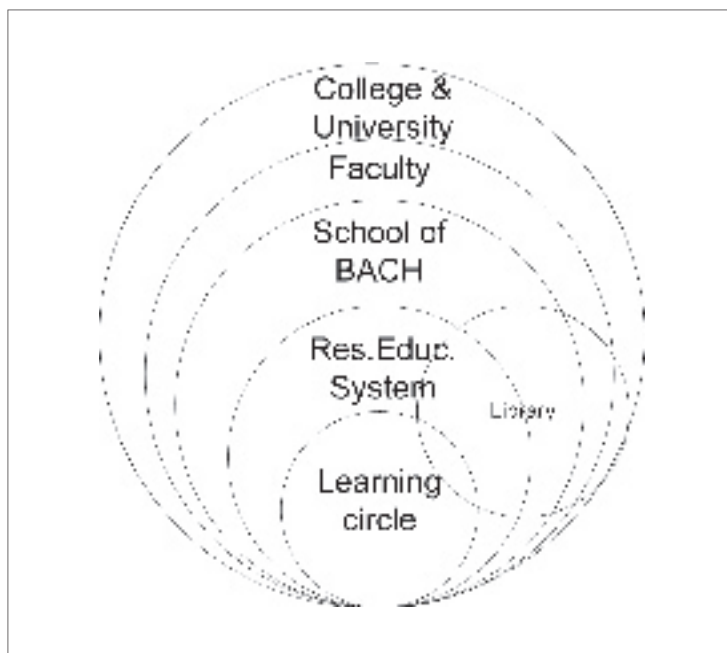 College &
University
Faculty
School of
BACH
Res.Educ.
System
Library
Learning
circle